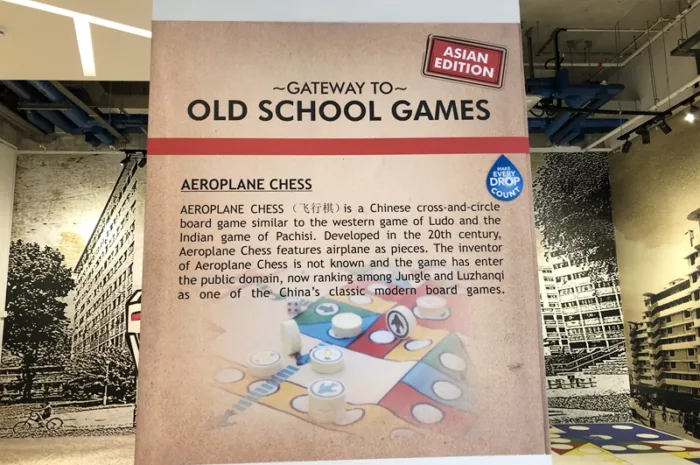 ASIAN
EDITION
~GATEWAY TO~
OLD SCHOOL GAMES
MAKE
EVERY
DROP
COUNT
AEROPLANE CHESS
AEROPLANE CHESS (飞行棋) is a Chinese cross-and-circle
board game similar to the western game of Ludo and the
Indian game of Pachisi. Developed in the 20th century,
Aeroplane Chess features airplane as pieces. The inventor
of Aeroplane Chess is not known and the game has enter
the public domain, now ranking among Jungle and Luzhanqi
as one of the China's classic modern board games.